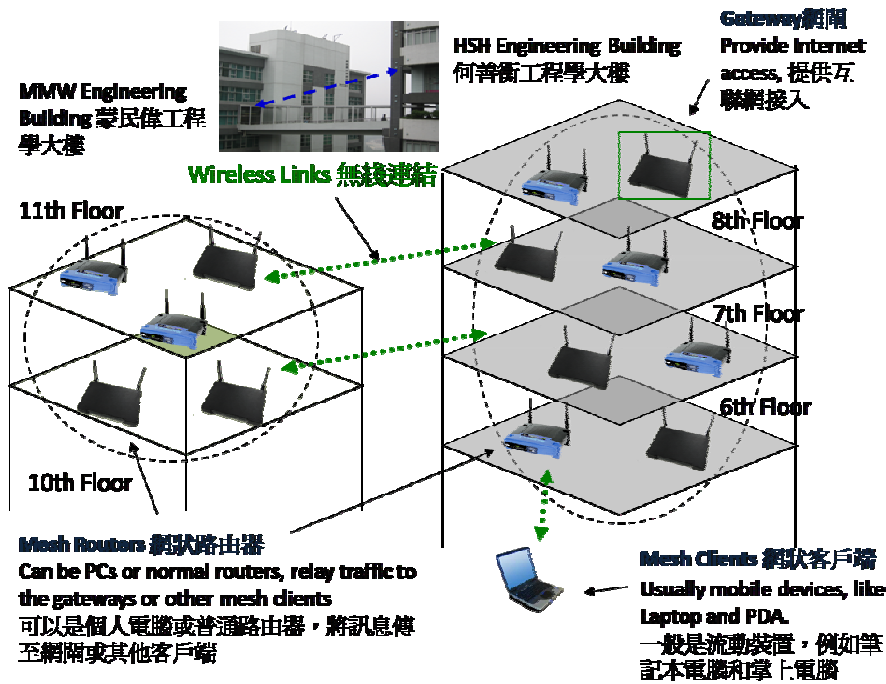 Gateway網閘
Provide Internet
access, 提供互
聯網接入
HSH Engineering Building
何善衡工程學大樓
MMW Engineering
Building 蒙民偉工程
學大樓
Wireless Links 無綫連結
11th Floor
8th Floor
7th Floor
6th Floor
10th Floor
Mesh Routers 網狀路由器
Can be PCs or normal routers, relay traffic to
the gateways or other mesh clients
可以是個人電腦或普通路由器，將訊息傳
至網閘或其他客戶端
Mesh Clients 網狀客戶端
Usually mobile devices, like
Laptop and PDA.
一般是流動裝置，例如筆
記本電腦和掌上電腦